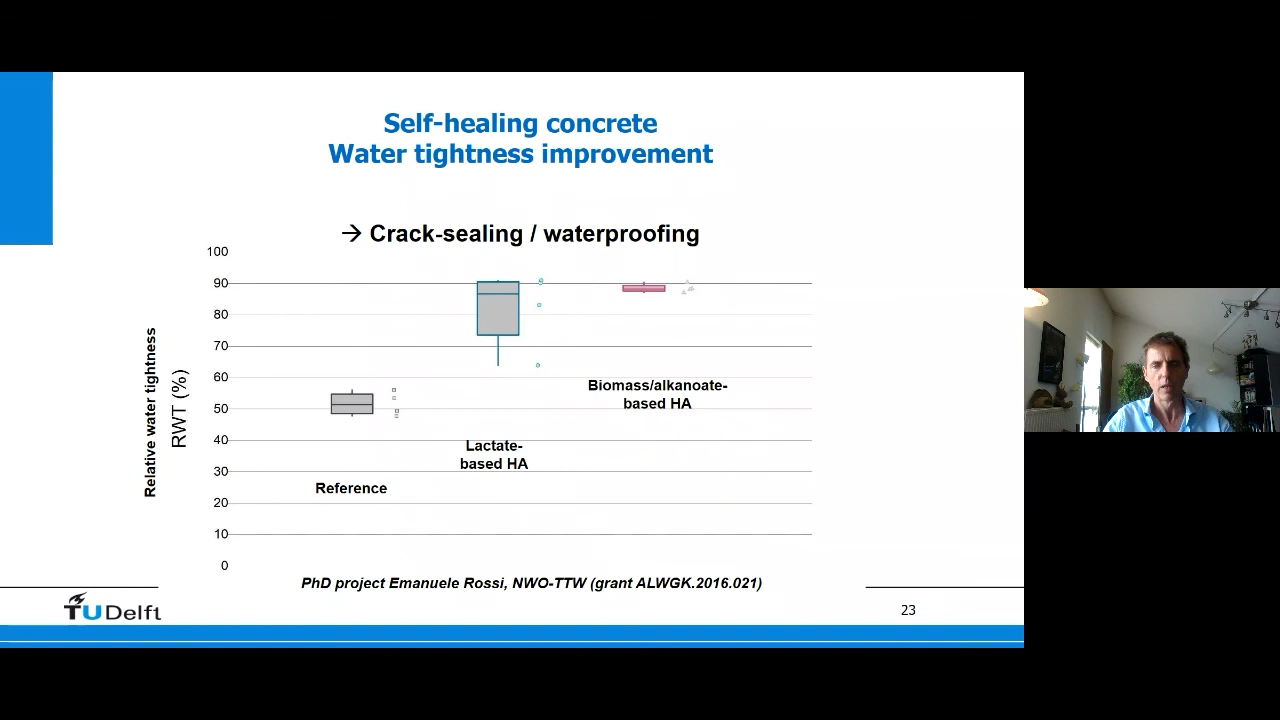 Self-healing concrete
Water tightness improvement
→ Crack-sealing / waterproofing
100
90
80
70
60
50
40
30
20
10
0
Relative water tightness
RWT (%)
Reference
Lactate-
based HA
Biomass/alkanoate-
based HA
PhD project Emanuele Rossi, NWO-TTW (grant ALWGK.2016.021)
TUDelft
23